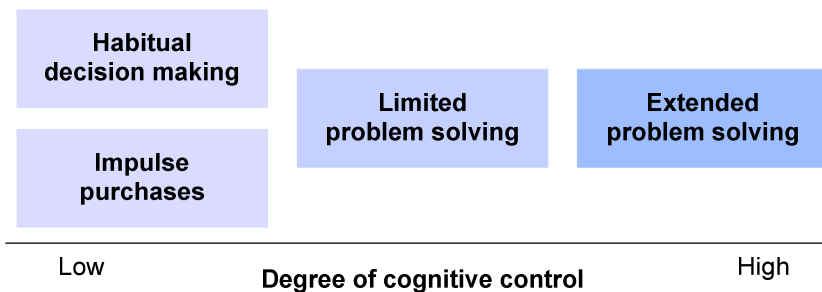 Habitual
decision making
Impulse
purchases
Limited
problem solving
Extended
problem solving
Low
High
Degree of cognitive control